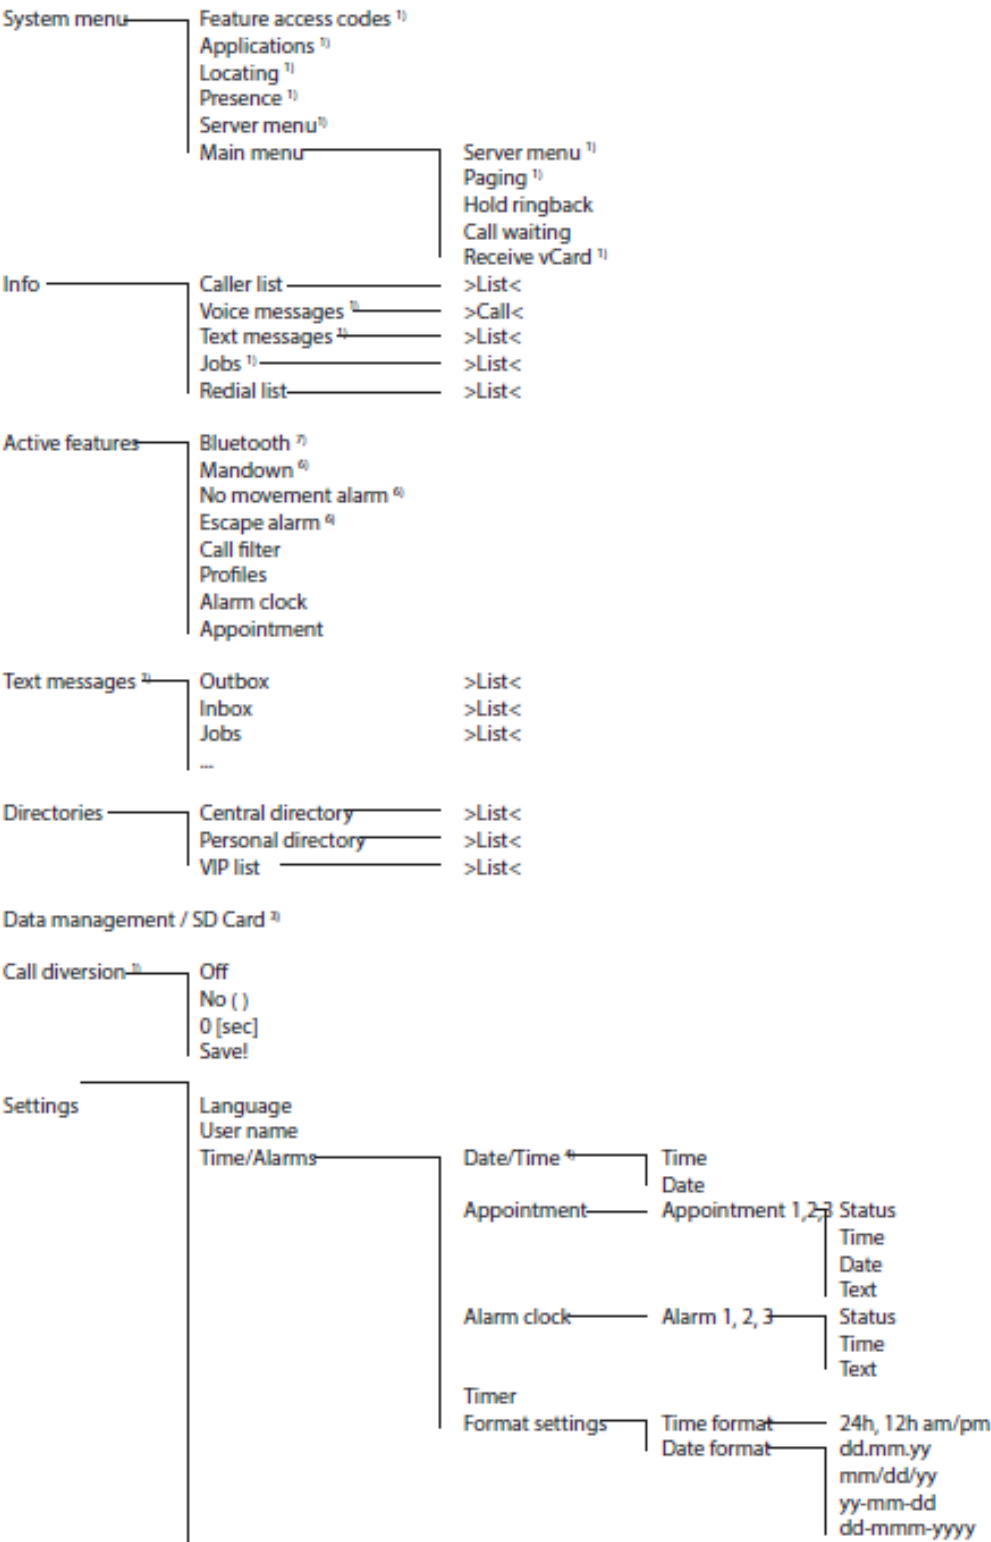 System menu Feature access codes 1)
Applications 1)
Locating 1)
Presence 1)
Server menu1)
Main menu Server menu 1)
Paging 1)
Hold ringback
Call waiting
Receive vCard 1)
Info Caller list >List<
Voice messages 1) >Call<
Text messages 1) >List<
Jobs 1) >List<
Redial list >List<
Active features Bluetooth 7)
Mandown 6)
No movement alarm 6)
Escape alarm 6)
Call filter
Profiles
Alarm clock
Appointment
Text messages Outbox >List<
Inbox >List<
Jobs >List<
...
Directories Central directory >List<
Personal directory >List<
VIP list >List<
Data management / SD Card 3)
Call diversion 1) Off
No ( )
0 [sec]
Save!
Settings Language
User name
Time/Alarms Date/Time 4) Time
Date
Appointment Appointment 1,2,3 Status
Time
Date
Text
Alarm clock Alarm 1, 2, 3 Status
Time
Text
Timer
Format settings Time format 24h, 12h am/pm
Date format dd.mm.yy
mm/dd/yy
yy-mm-dd
dd-mmm-yyyy